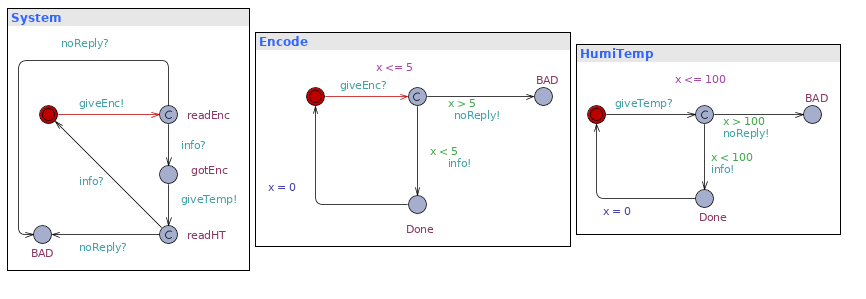 System
noReply?
giveEnc!
C
readEnc
info?
gotEnc
info?
giveTemp!
C
readHT
noReply?
BAD
Encode
x <= 5
giveEnc?
C
BAD
x > 5
noReply!
x < 5
info!
x = 0
Done
HumiTemp
x <= 100
giveTemp?
C
BAD
x > 100
noReply!
x < 100
info!
x = 0
Done